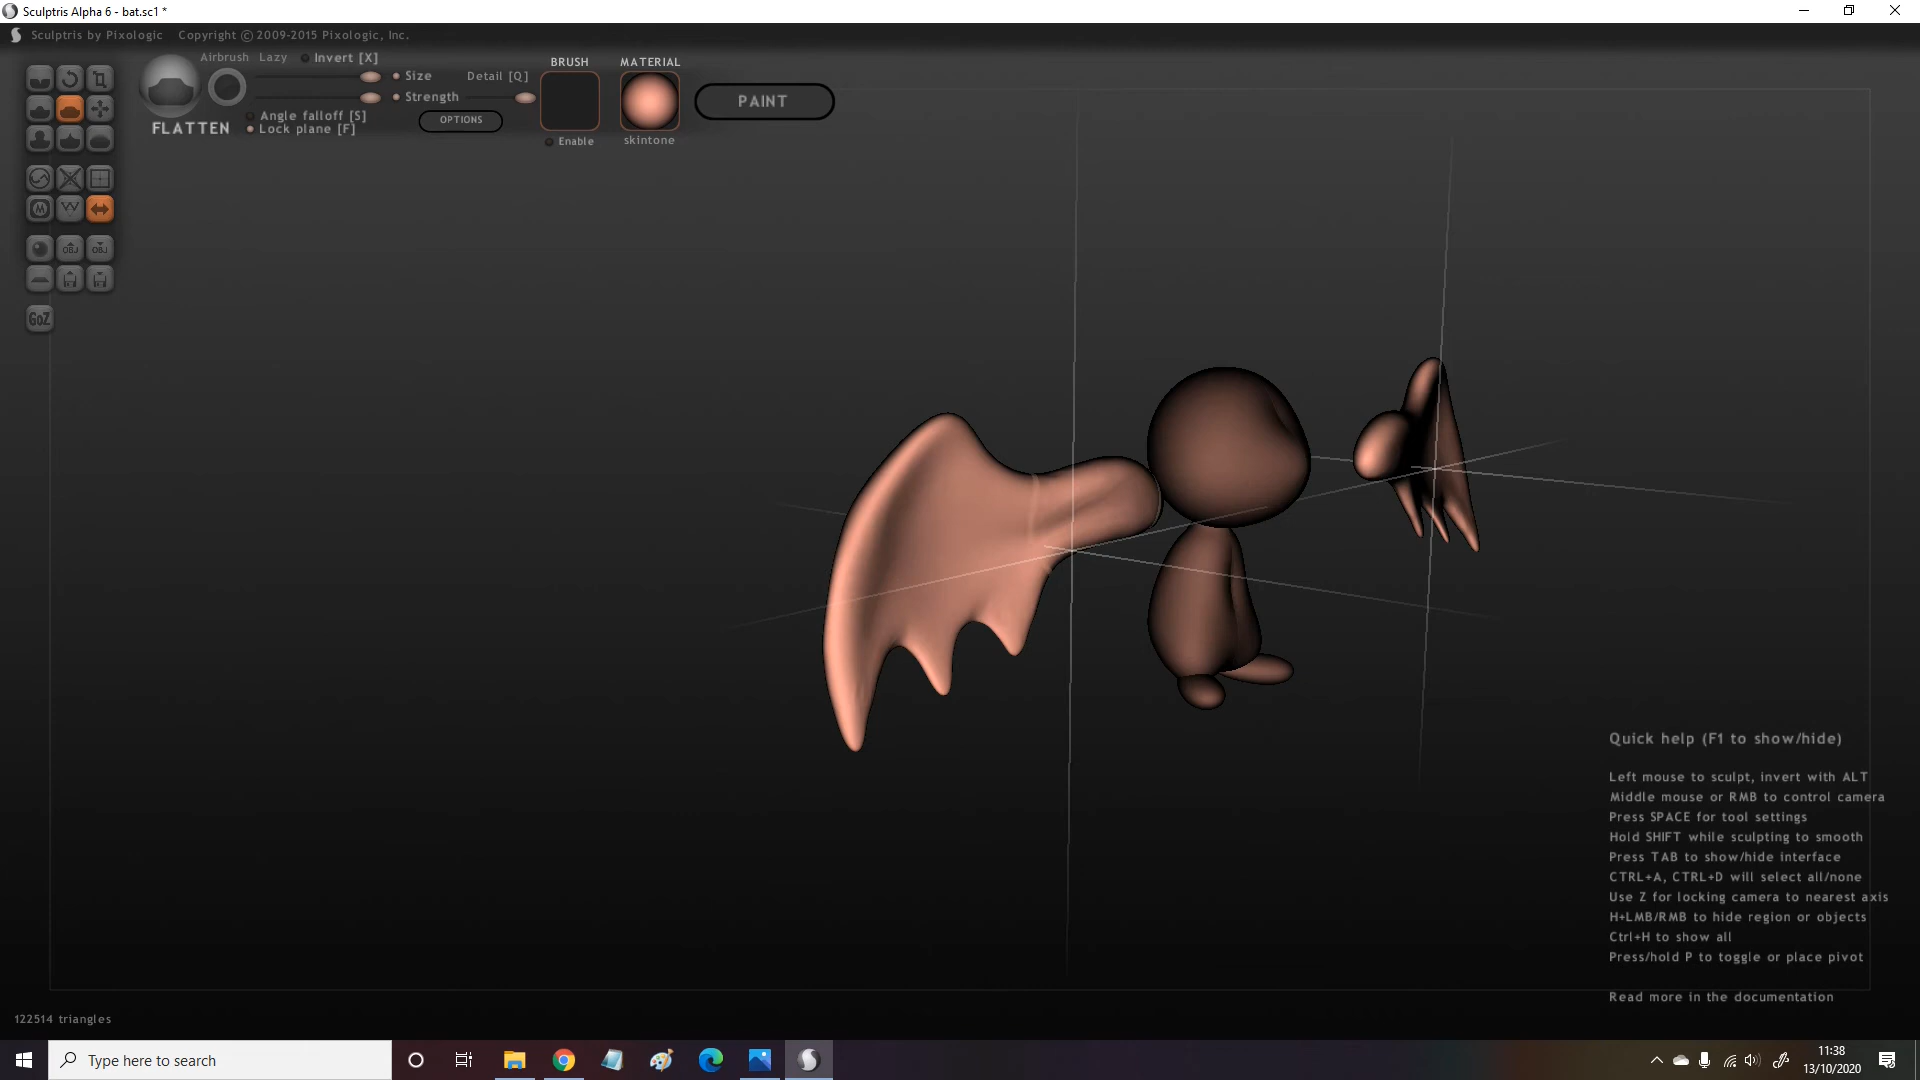 Sculptris Alpha 6 - bat.sc1 *
Sculptris by Pixologic Copyright © 2009-2015 Pixologic, Inc.
Airbrush Lazy Invert [X]
Size Detail [Q]
Strength
Angle falloff [S]
Lock plane [F]
FLATTEN
OPTIONS
BRUSH
Enable
MATERIAL
skintone
PAINT
M
OBJ OBJ
GoZ
Quick help (F1 to show/hide)
Left mouse to sculpt, invert with ALT
Middle mouse or RMB to control camera
Press SPACE for tool settings
Hold SHIFT while sculpting to smooth
Press TAB to show/hide interface
CTRL+A, CTRL+D will select all/none
Use Z for locking camera to nearest axis
H+LMB/RMB to hide region or objects
Ctrl+H to show all
Press/hold P to toggle or place pivot
Read more in the documentation
122514 triangles
Type here to search
11:38
13/10/2020